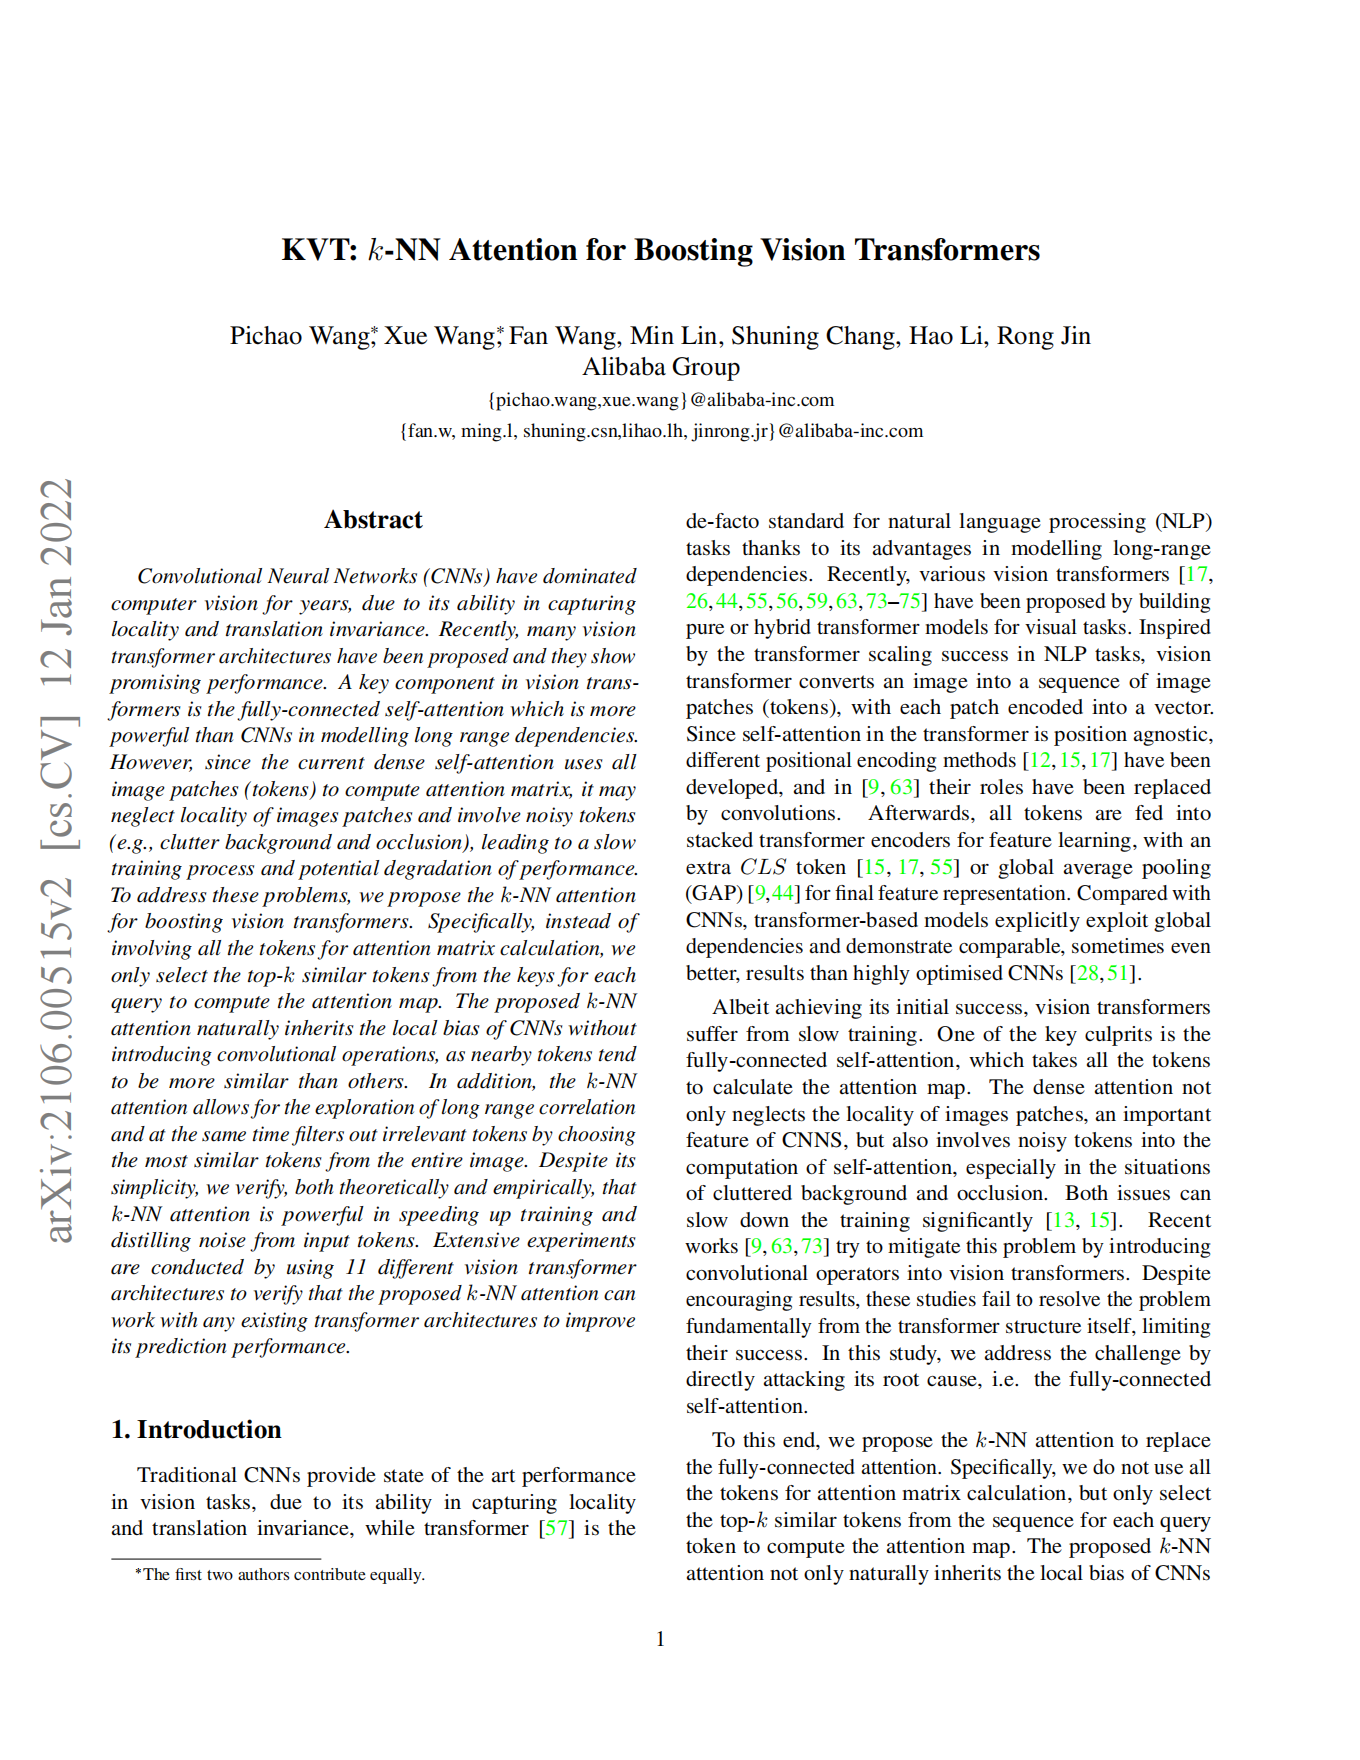 arXiv:2106.00515v2 [cs.CV] 12 Jan 2022
KVT: k-NN Attention for Boosting Vision Transformers
Pichao Wang*, Xue Wang*, Fan Wang, Min Lin, Shuning Chang, Hao Li, Rong Jin
Alibaba Group
{pichao.wang,xue.wang}@alibaba-inc.com
{fan.w, ming.l, shuning.csn,lihao.lh, jinrong.jr}@alibaba-inc.com
Abstract
Convolutional Neural Networks (CNNs) have dominated
computer vision for years, due to its ability in capturing
locality and translation invariance. Recently, many vision
transformer architectures have been proposed and they show
promising performance. A key component in vision trans-
formers is the fully-connected self-attention which is more
powerful than CNNs in modelling long range dependencies.
However, since the current dense self-attention uses all
image patches (tokens) to compute attention matrix, it may
neglect locality of images patches and involve noisy tokens
(e.g., clutter background and occlusion), leading to a slow
training process and potential degradation of performance.
To address these problems, we propose the k-NN attention
for boosting vision transformers. Specifically, instead of
involving all the tokens for attention matrix calculation, we
only select the top-k similar tokens from the keys for each
query to compute the attention map. The proposed k-NN
attention naturally inherits the local bias of CNNs without
introducing convolutional operations, as nearby tokens tend
to be more similar than others. In addition, the k-NN
attention allows for the exploration of long range correlation
and at the same time filters out irrelevant tokens by choosing
the most similar tokens from the entire image. Despite its
simplicity, we verify, both theoretically and empirically, that
k-NN attention is powerful in speeding up training and
distilling noise from input tokens. Extensive experiments
are conducted by using 11 different vision transformer
architectures to verify that the proposed k-NN attention can
work with any existing transformer architectures to improve
its prediction performance.
1. Introduction
Traditional CNNs provide state of the art performance
in vision tasks, due to its ability in capturing locality
and translation invariance, while transformer [57] is the
*The first two authors contribute equally.
de-facto standard for natural language processing (NLP)
tasks thanks to its advantages in modelling long-range
dependencies. Recently, various vision transformers [17,
26,44,55,56,59,63,73–75] have been proposed by building
pure or hybrid transformer models for visual tasks. Inspired
by the transformer scaling success in NLP tasks, vision
transformer converts an image into a sequence of image
patches (tokens), with each patch encoded into a vector.
Since self-attention in the transformer is position agnostic,
different positional encoding methods [12,15,17] have been
developed, and in [9, 63] their roles have been replaced
by convolutions. Afterwards, all tokens are fed into
stacked transformer encoders for feature learning, with an
extra CLS token [15, 17, 55] or global average pooling
(GAP) [9,44] for final feature representation. Compared with
CNNs, transformer-based models explicitly exploit global
dependencies and demonstrate comparable, sometimes even
better, results than highly optimised CNNs [28,51].
Albeit achieving its initial success, vision transformers
suffer from slow training. One of the key culprits is the
fully-connected self-attention, which takes all the tokens
to calculate the attention map. The dense attention not
only neglects the locality of images patches, an important
feature of CNNS, but also involves noisy tokens into the
computation of self-attention, especially in the situations
of cluttered background and occlusion. Both issues can
slow down the training significantly [13, 15]. Recent
works [9,63,73] try to mitigate this problem by introducing
convolutional operators into vision transformers. Despite
encouraging results, these studies fail to resolve the problem
fundamentally from the transformer structure itself, limiting
their success. In this study, we address the challenge by
directly attacking its root cause, i.e. the fully-connected
self-attention.
To this end, we propose the k-NN attention to replace
the fully-connected attention. Specifically, we do not use all
the tokens for attention matrix calculation, but only select
the top-k similar tokens from the sequence for each query
token to compute the attention map. The proposed k-NN
attention not only naturally inherits the local bias of CNNs
1